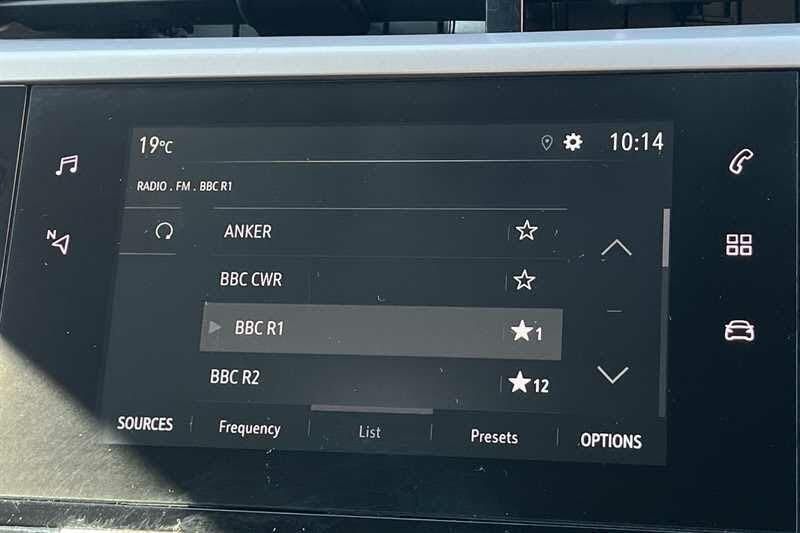 19°C 10:14
RADIO . FM . BBC R1
N
ANKER
BBC CWR
BBC R1 1
BBC R2 12
SOURCES Frequency List Presets OPTIONS